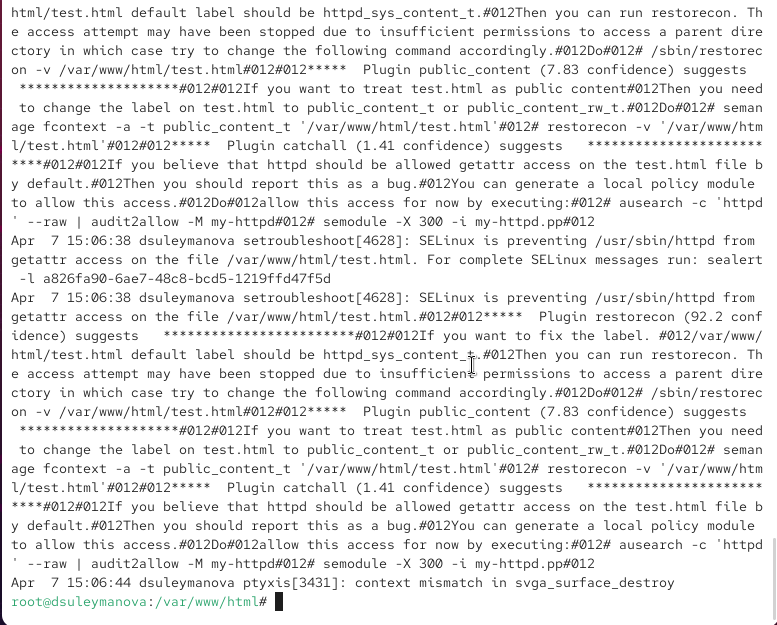 html/test.html default label should be httpd_sys_content_t.#012Then you can run restorecon. Th
e access attempt may have been stopped due to insufficient permissions to access a parent dire
ctory in which case try to change the following command accordingly.#012Do#012# /sbin/restorec
on -v /var/www/html/test.html#012#012*****  Plugin public_content (7.83 confidence) suggests  
 ********************#012#012If you want to treat test.html as public content#012Then you need
 to change the label on test.html to public_content_t or public_content_rw_t.#012Do#012# seman
age fcontext -a -t public_content_t '/var/www/html/test.html'#012# restorecon -v '/var/www/htm
l/test.html'#012#012*****  Plugin catchall (1.41 confidence) suggests   **********************
****#012#012If you believe that httpd should be allowed getattr access on the test.html file b
y default.#012Then you should report this as a bug.#012You can generate a local policy module 
to allow this access.#012Do#012allow this access for now by executing:#012# ausearch -c 'httpd
' --raw | audit2allow -M my-httpd#012# semodule -X 300 -i my-httpd.pp#012
Apr  7 15:06:38 dsuleymanova setroubleshoot[4628]: SELinux is preventing /usr/sbin/httpd from 
getattr access on the file /var/www/html/test.html. For complete SELinux messages run: sealert
 -l a826fa90-6ae7-48c8-bcd5-1219ffd47f5d
Apr  7 15:06:38 dsuleymanova setroubleshoot[4628]: SELinux is preventing /usr/sbin/httpd from 
getattr access on the file /var/www/html/test.html.#012#012*****  Plugin restorecon (92.2 conf
idence) suggests   ************************#012#012If you want to fix the label. #012/var/www/
html/test.html default label should be httpd_sys_content_t.#012Then you can run restorecon. Th
e access attempt may have been stopped due to insufficient permissions to access a parent dire
ctory in which case try to change the following command accordingly.#012Do#012# /sbin/restorec
on -v /var/www/html/test.html#012#012*****  Plugin public_content (7.83 confidence) suggests  
 ********************#012#012If you want to treat test.html as public content#012Then you need
 to change the label on test.html to public_content_t or public_content_rw_t.#012Do#012# seman
age fcontext -a -t public_content_t '/var/www/html/test.html'#012# restorecon -v '/var/www/htm
l/test.html'#012#012*****  Plugin catchall (1.41 confidence) suggests   **********************
****#012#012If you believe that httpd should be allowed getattr access on the test.html file b
y default.#012Then you should report this as a bug.#012You can generate a local policy module 
to allow this access.#012Do#012allow this access for now by executing:#012# ausearch -c 'httpd
' --raw | audit2allow -M my-httpd#012# semodule -X 300 -i my-httpd.pp#012
Apr  7 15:06:44 dsuleymanova ptyxis[3431]: context mismatch in svga_surface_destroy
root@dsuleymanova:/var/www/html#